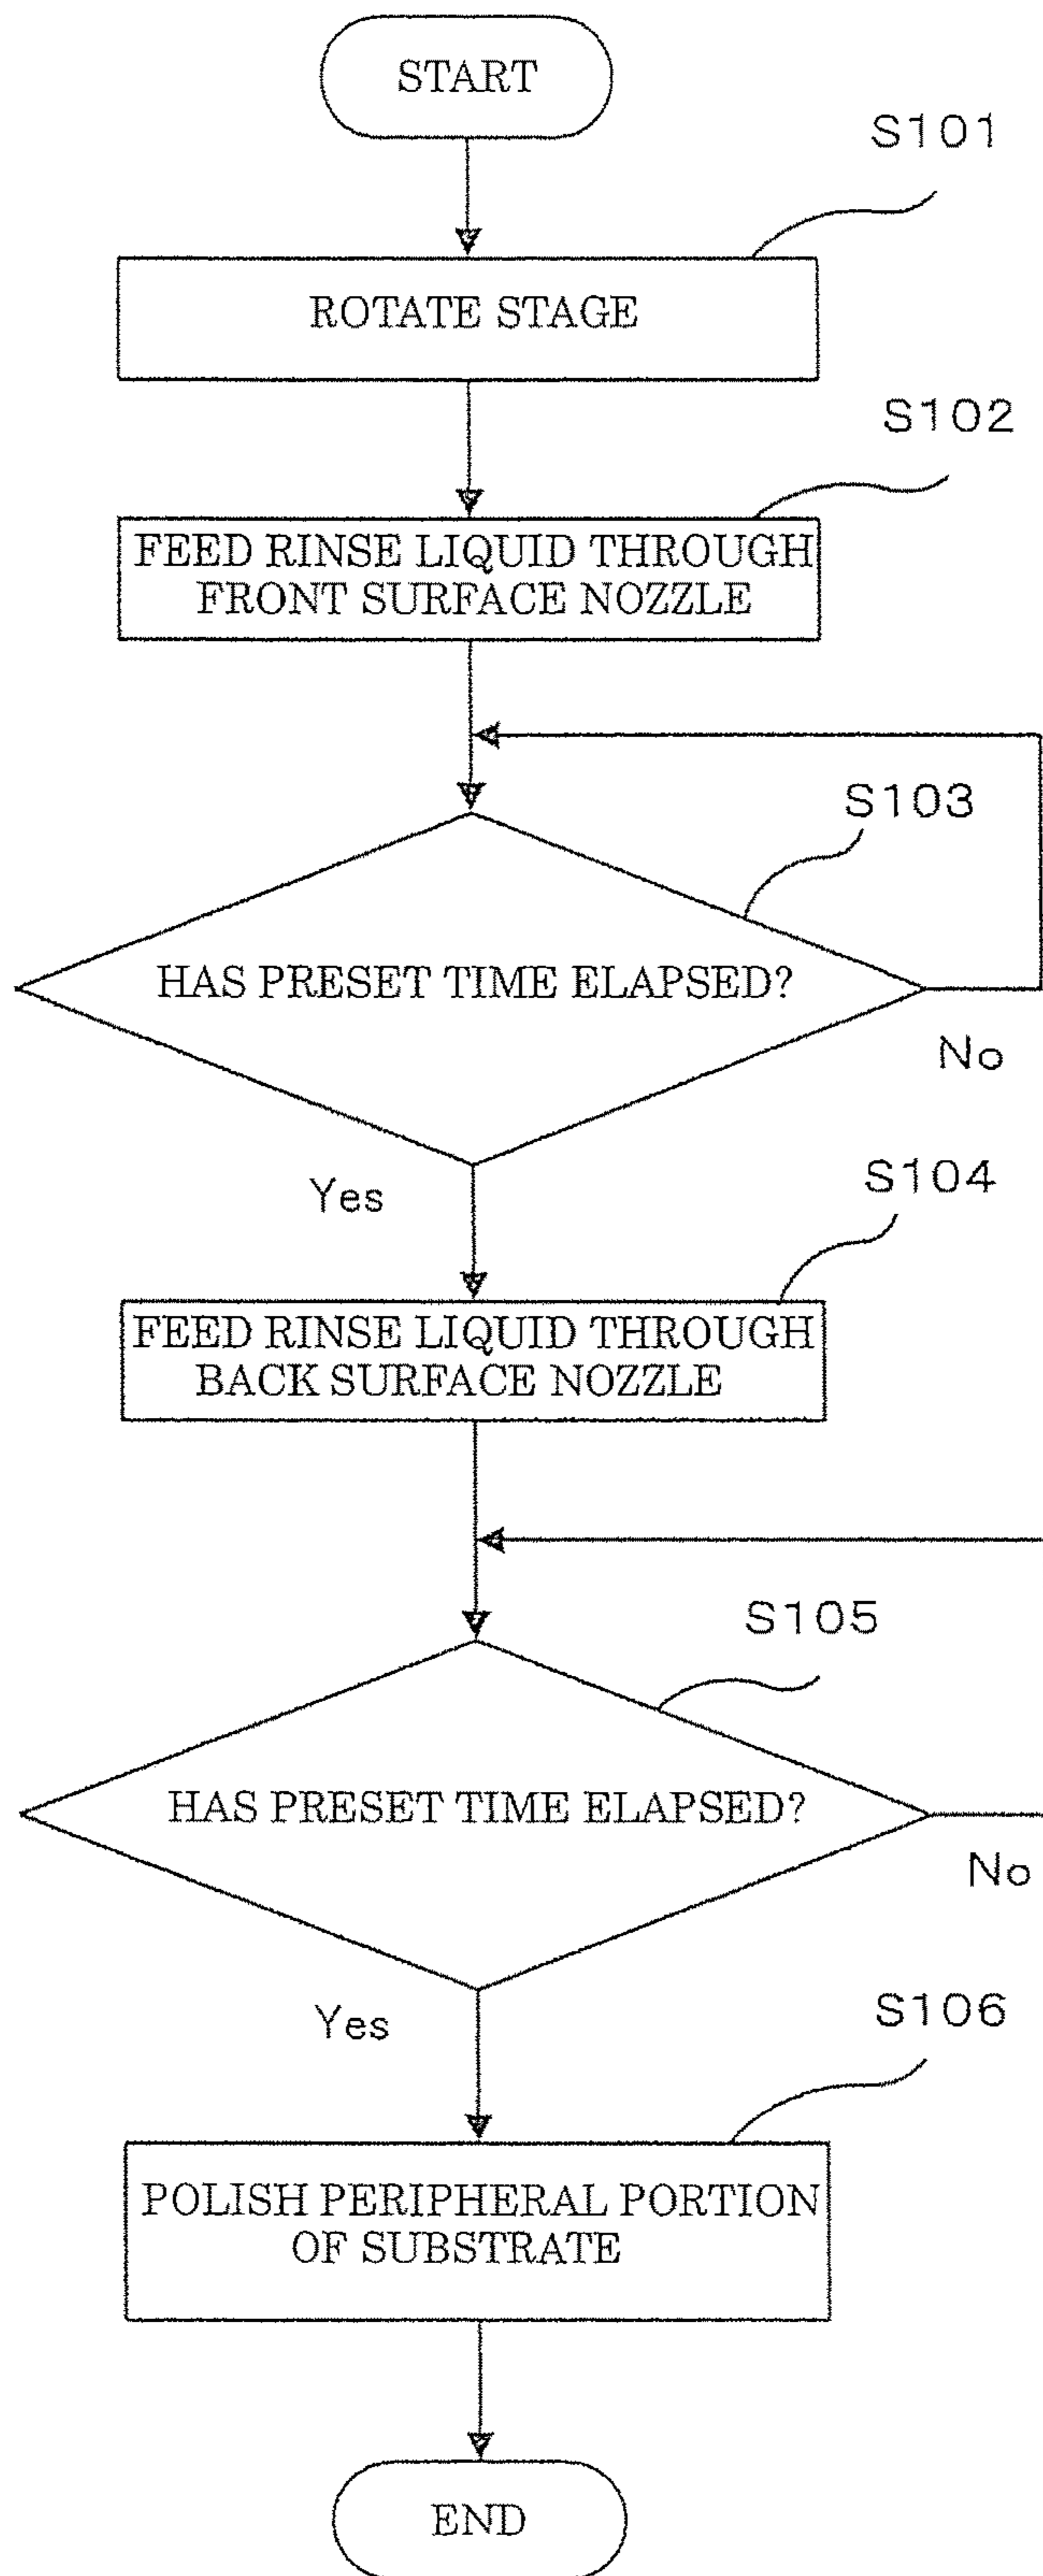 START
S101
ROTATE STAGE
S102
FEED RINSE LIQUID THROUGH
FRONT SURFACE NOZZLE
S103
HAS PRESET TIME ELAPSED?
No
Yes
S104
FEED RINSE LIQUID THROUGH
BACK SURFACE NOZZLE
S105
HAS PRESET TIME ELAPSED?
No
Yes
S106
POLISH PERIPHERAL PORTION
OF SUBSTRATE
END